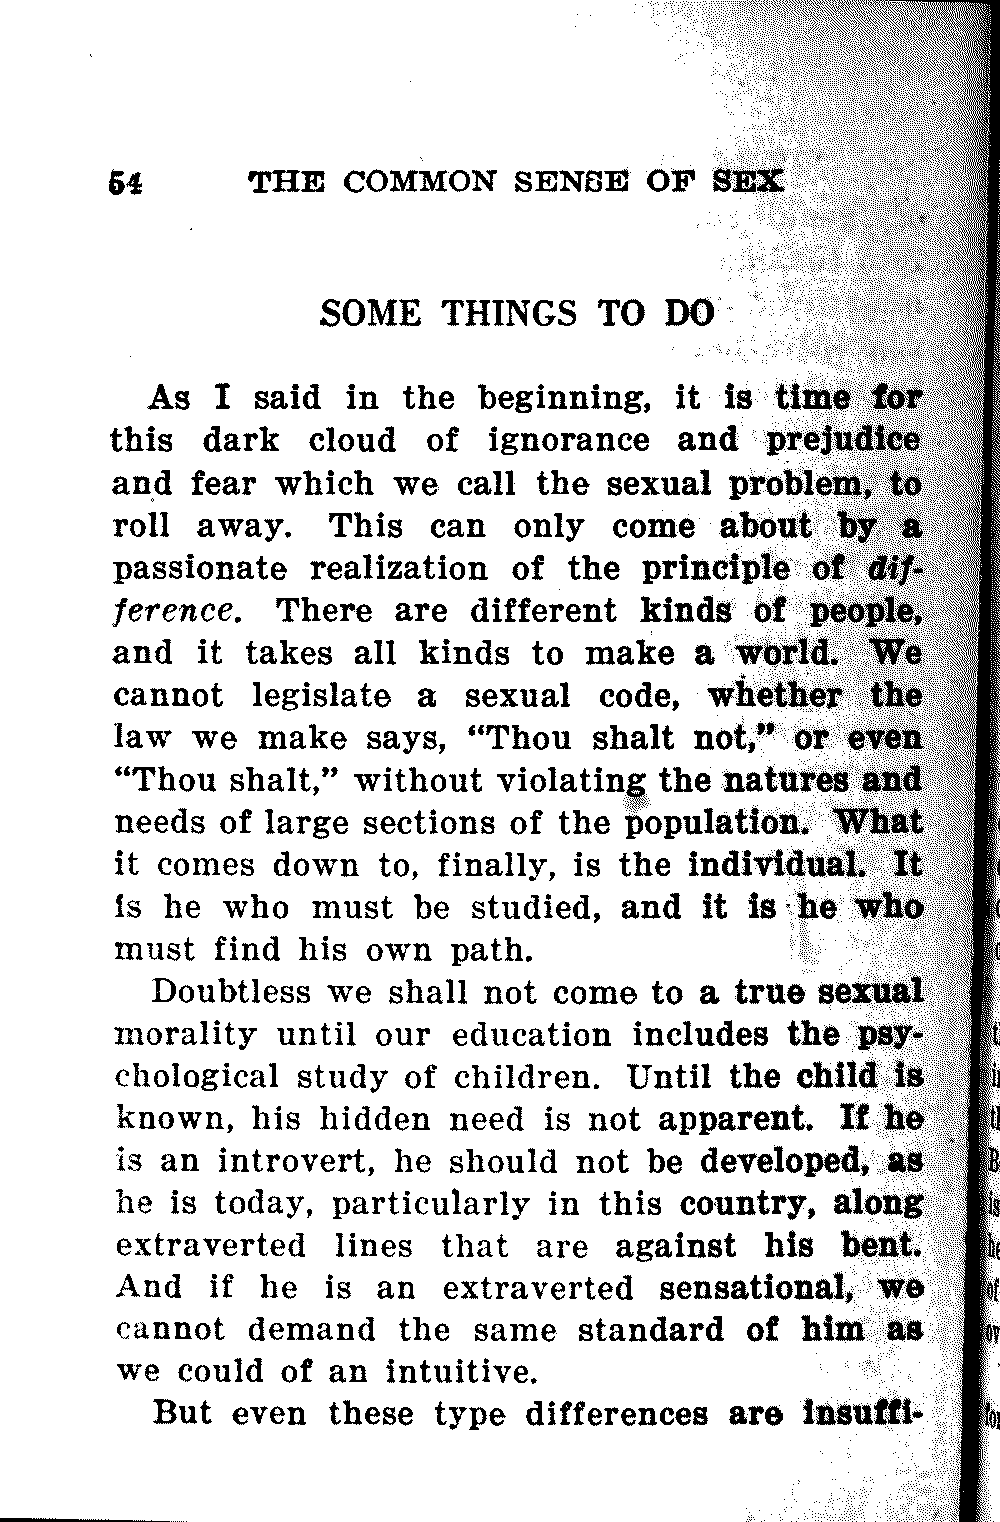 54 THE COMMON SENSE OF SEX
SOME THINGS TO DO
As I said in the beginning, it is time for
this dark cloud of ignorance and prejudice
and fear which we call the sexual problem, to
roll away. This can only come about by a
passionate realization of the principle of dif-
ference. There are different kinds of people,
and it takes all kinds to make a world. We
cannot legislate a sexual code, whether the
law we make says, “Thou shalt not,” or even
“Thou shalt,” without violating the natures and
needs of large sections of the population. What
it comes down to, finally, is the individual. It
is he who must be studied, and it is he who
must find his own path.
Doubtless we shall not come to a true sexual
morality until our education includes the psy-
chological study of children. Until the child is
known, his hidden need is not apparent. If he
is an introvert, he should not be developed, as
he is today, particularly in this country, along
extraverted lines that are against his bent.
And if he is an extraverted sensational, we
cannot demand the same standard of him as
we could of an intuitive.
But even these type differences are insuffi-